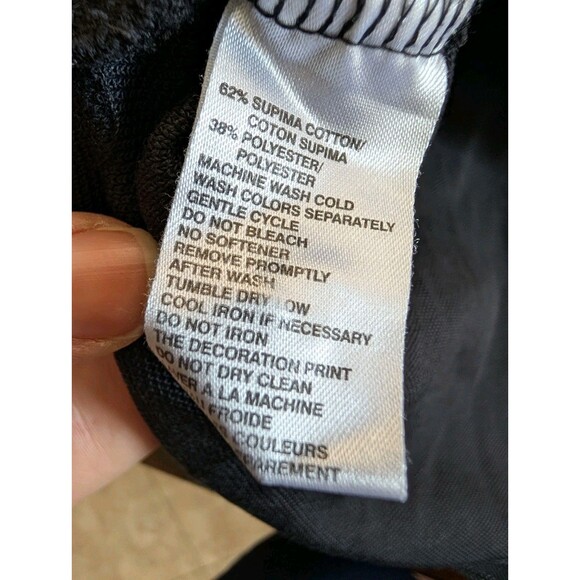 62% SUPIMA COTTON/
COTON SUPIMA
38% POLYESTER/
POLYESTER
MACHINE WASH COLD
WASH COLORS SEPARATELY
GENTLE CYCLE
DO NOT BLEACH
NO SOFTENER
REMOVE PROMPTLY
AFTER WASH
TUMBLE DRY LOW
COOL IRON IF NECESSARY
DO NOT IRON
THE DECORATION PRINT
DO NOT DRY CLEAN
A LA MACHINE
FROIDE
COULEURS